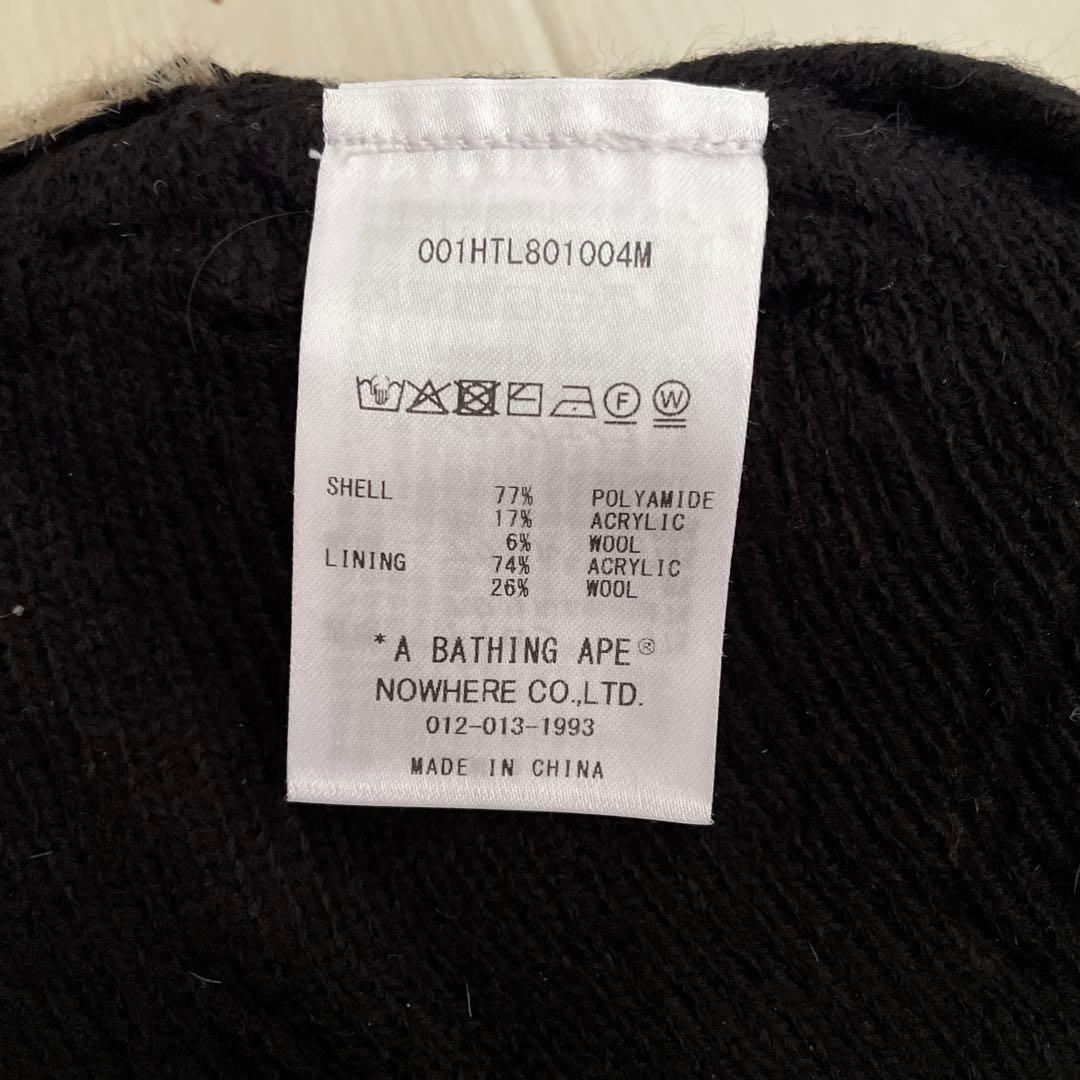 001HTL801004M
F W
SHELL 77% POLYAMIDE
17% ACRYLIC
6% WOOL
LINING 74% ACRYLIC
26% WOOL
*A BATHING APE®
NOWHERE CO.,LTD.
012-013-1993
MADE IN CHINA